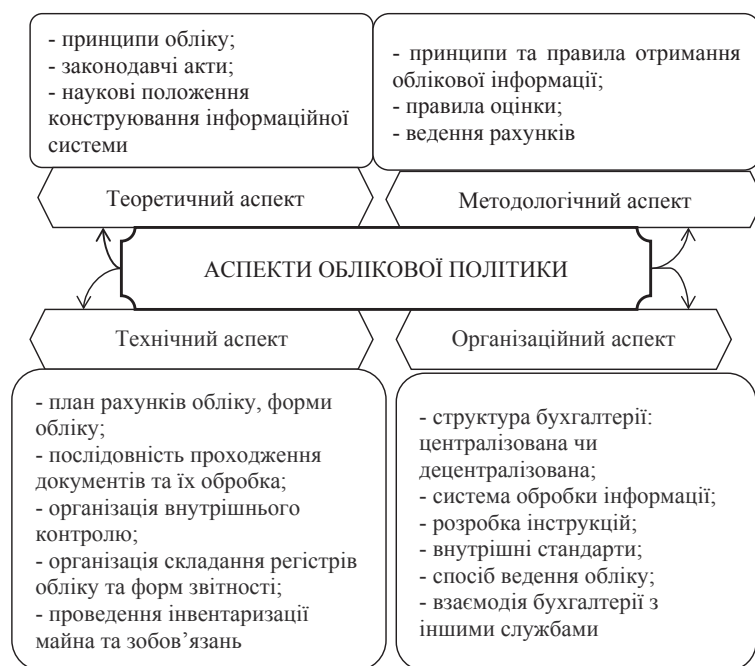 - принципи обліку;
- законодавчі акти;
- наукові положення
конструювання інформаційної
системи
- принципи та правила отримання
облікової інформації;
- правила оцінки;
- ведення рахунків
Теоретичний аспект
Методологічний аспект
АСПЕКТИ ОБЛІКОВОЇ ПОЛІТИКИ
Технічний аспект
Організаційний аспект
- план рахунків обліку, форми
обліку;
- послідовність проходження
документів та їх обробка;
- організація внутрішнього
контролю;
- організація складання регістрів
обліку та форм звітності;
- проведення інвентаризації
майна та зобов’язань
- структура бухгалтерії:
централізована чи
децентралізована;
- система обробки інформації;
- розробка інструкцій;
- внутрішні стандарти;
- спосіб ведення обліку;
- взаємодія бухгалтерії з
іншими службами